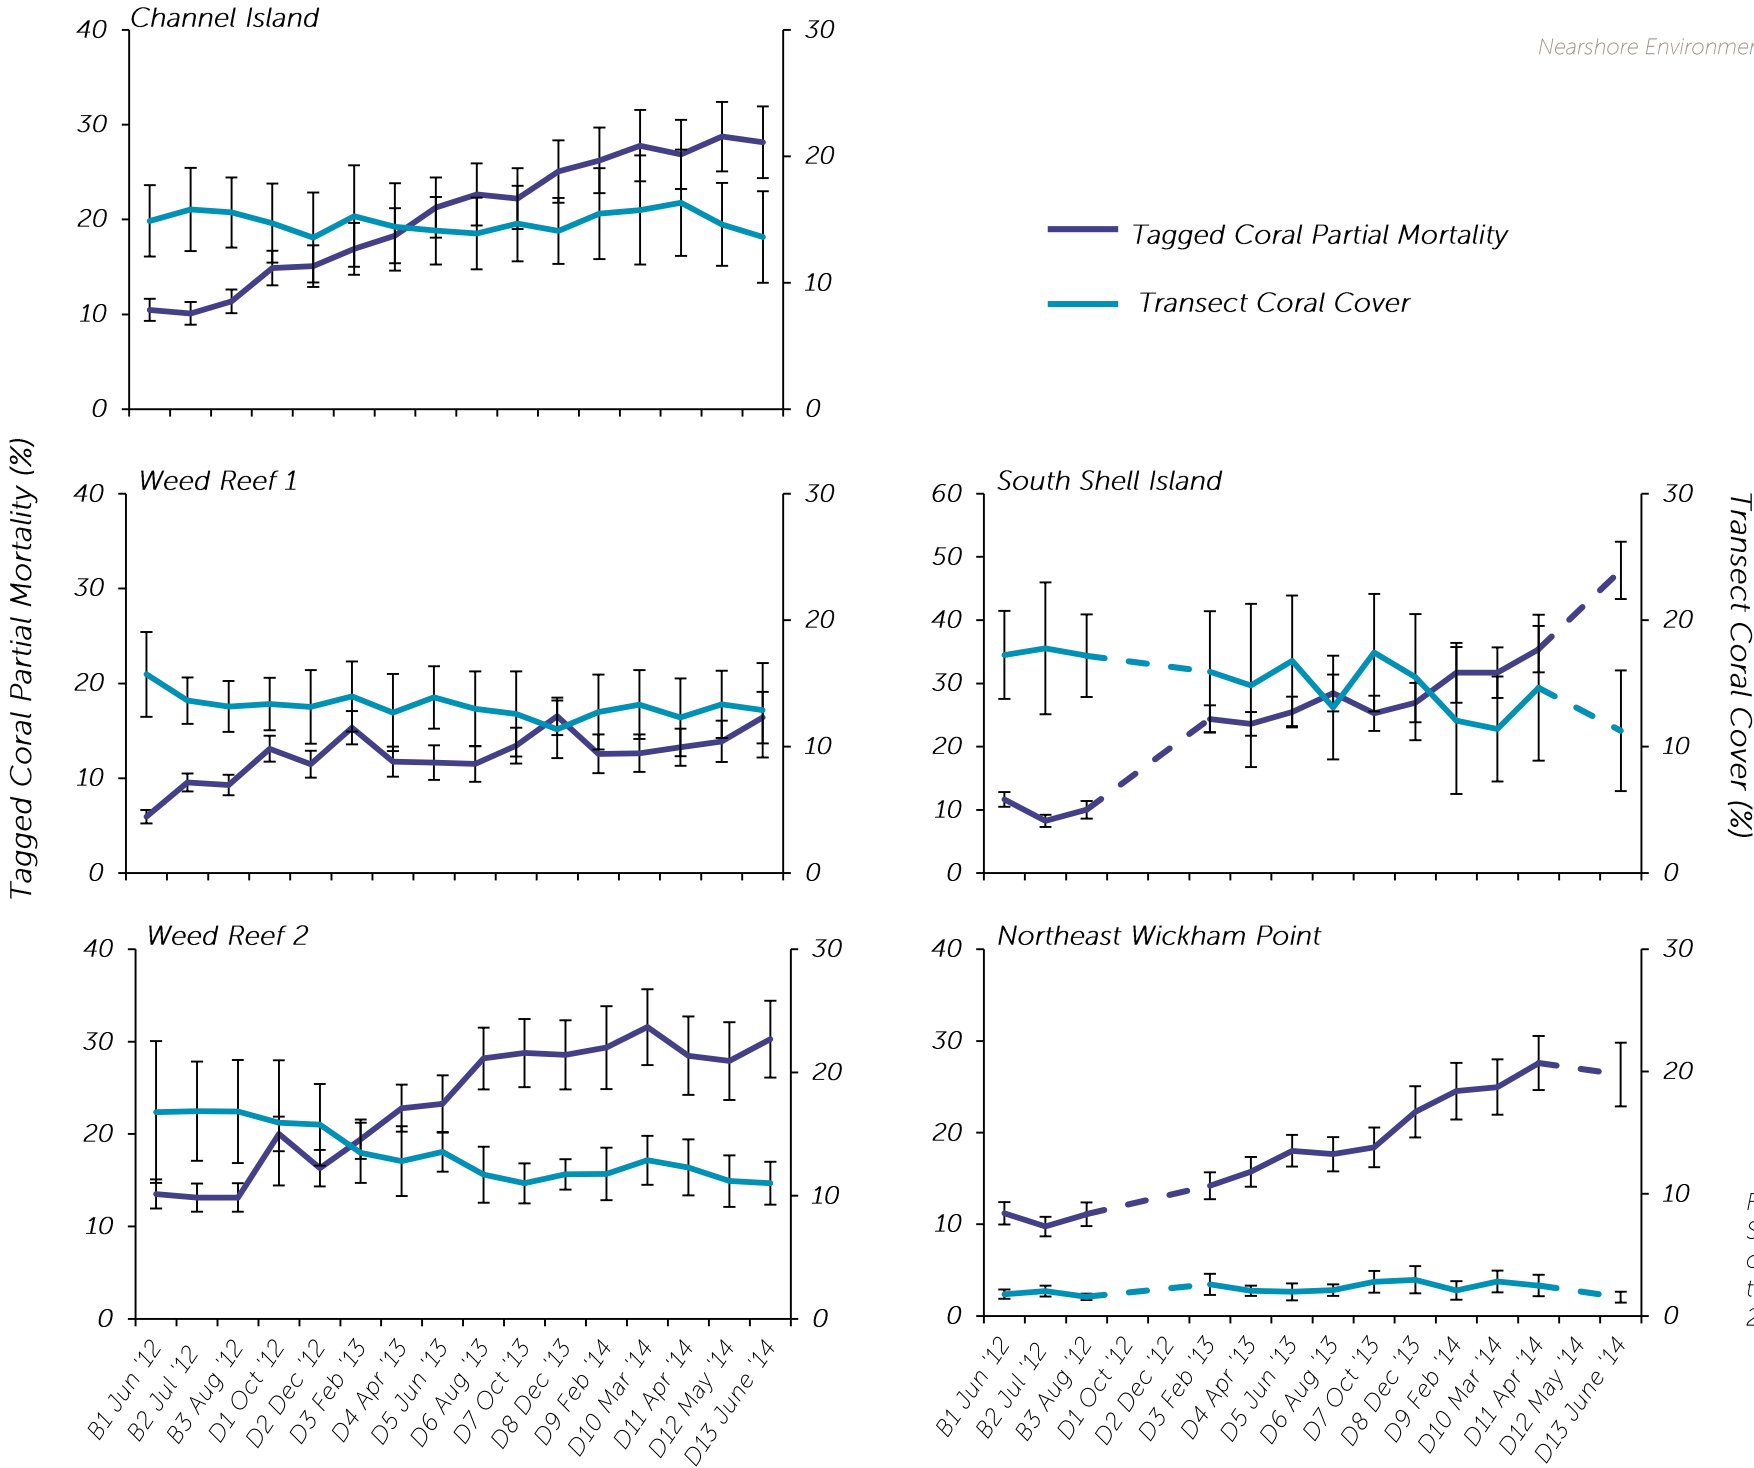 Channel Island
40
30
20
10
0
30
20
10
0
Nearshore
Tagged Coral Partial Mortality
Transect Coral Cover
Tagged Coral Partial Mortality (%)
Weed Reef 1
40
30
20
10
0
30
20
10
0
South Shell Island
60
50
40
30
20
10
0
30
20
10
0
Transect Coral Cover (%)
Weed Reef 2
40
30
20
10
0
30
20
10
0
B1 Jun '12
B2 Jul '12
B3 Aug '12
D1 Oct '12
D2 Dec '12
D3 Feb '13
D4 Apr '13
D5 Jun '13
D6 Aug '13
D7 Oct '13
D8 Dec '13
D9 Feb '14
D10 Mar '14
D11 Apr '14
D12 May '14
D13 June '14
Northeast Wickham Point
40
30
20
10
0
30
20
10
0
B1 Jun '12
B2 Jul '12
B3 Aug '12
D1 Oct '12
D2 Dec '12
D3 Feb '13
D4 Apr '13
D5 Jun '13
D6 Aug '13
D7 Oct '13
D8 Dec '13
D9 Feb '14
D10 Mar '14
D11 Apr '14
D12 May '14
D13 June '14